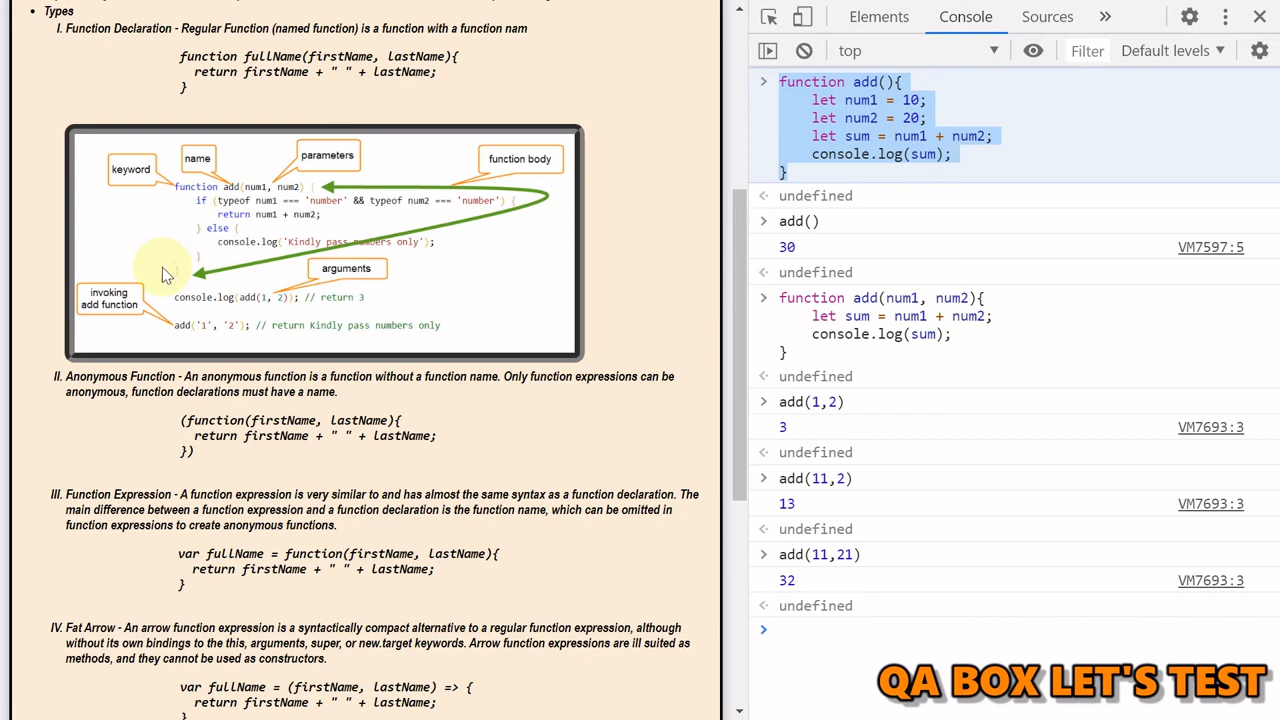 • Types
I. Function Declaration - Regular Function (named function) is a function with a function nam
function fullName(firstName, lastName){
return firstName + " " + lastName;
}
keyword
name
parameters
function body
function add(num1, num2) {
if (typeof num1 === 'number' && typeof num2 === 'number') {
return num1 + num2;
} else {
console.log('Kindly pass numbers only');
}
arguments
invoking
add function
console.log(add(1, 2)); // return 3
add('1', '2'); // return Kindly pass numbers only
II. Anonymous Function - An anonymous function is a function without a function name. Only function expressions can be
anonymous, function declarations must have a name.
(function(firstName, lastName){
return firstName + " " + lastName;
})
III. Function Expression - A function expression is very similar to and has almost the same syntax as a function declaration. The
main difference between a function expression and a function declaration is the function name, which can be omitted in
function expressions to create anonymous functions.
var fullName = function(firstName, lastName){
return firstName + " " + lastName;
}
IV. Fat Arrow - An arrow function expression is a syntactically compact alternative to a regular function expression, although
without its own bindings to the this, arguments, super, or new.target keywords. Arrow function expressions are ill suited as
methods, and they cannot be used as constructors.
var fullName = (firstName, lastName) => {
return firstName + " " + lastName;
}
Elements Console Sources »
top Filter Default levels
> function add(){
let num1 = 10;
let num2 = 20;
let sum = num1 + num2;
console.log(sum);
}
undefined
> add()
30 VM7597:5
undefined
> function add(num1, num2){
let sum = num1 + num2;
console.log(sum);
}
undefined
> add(1,2)
3 VM7693:3
undefined
> add(11,2)
13 VM7693:3
undefined
> add(11,21)
32 VM7693:3
undefined
>
QA BOX LET'S TEST